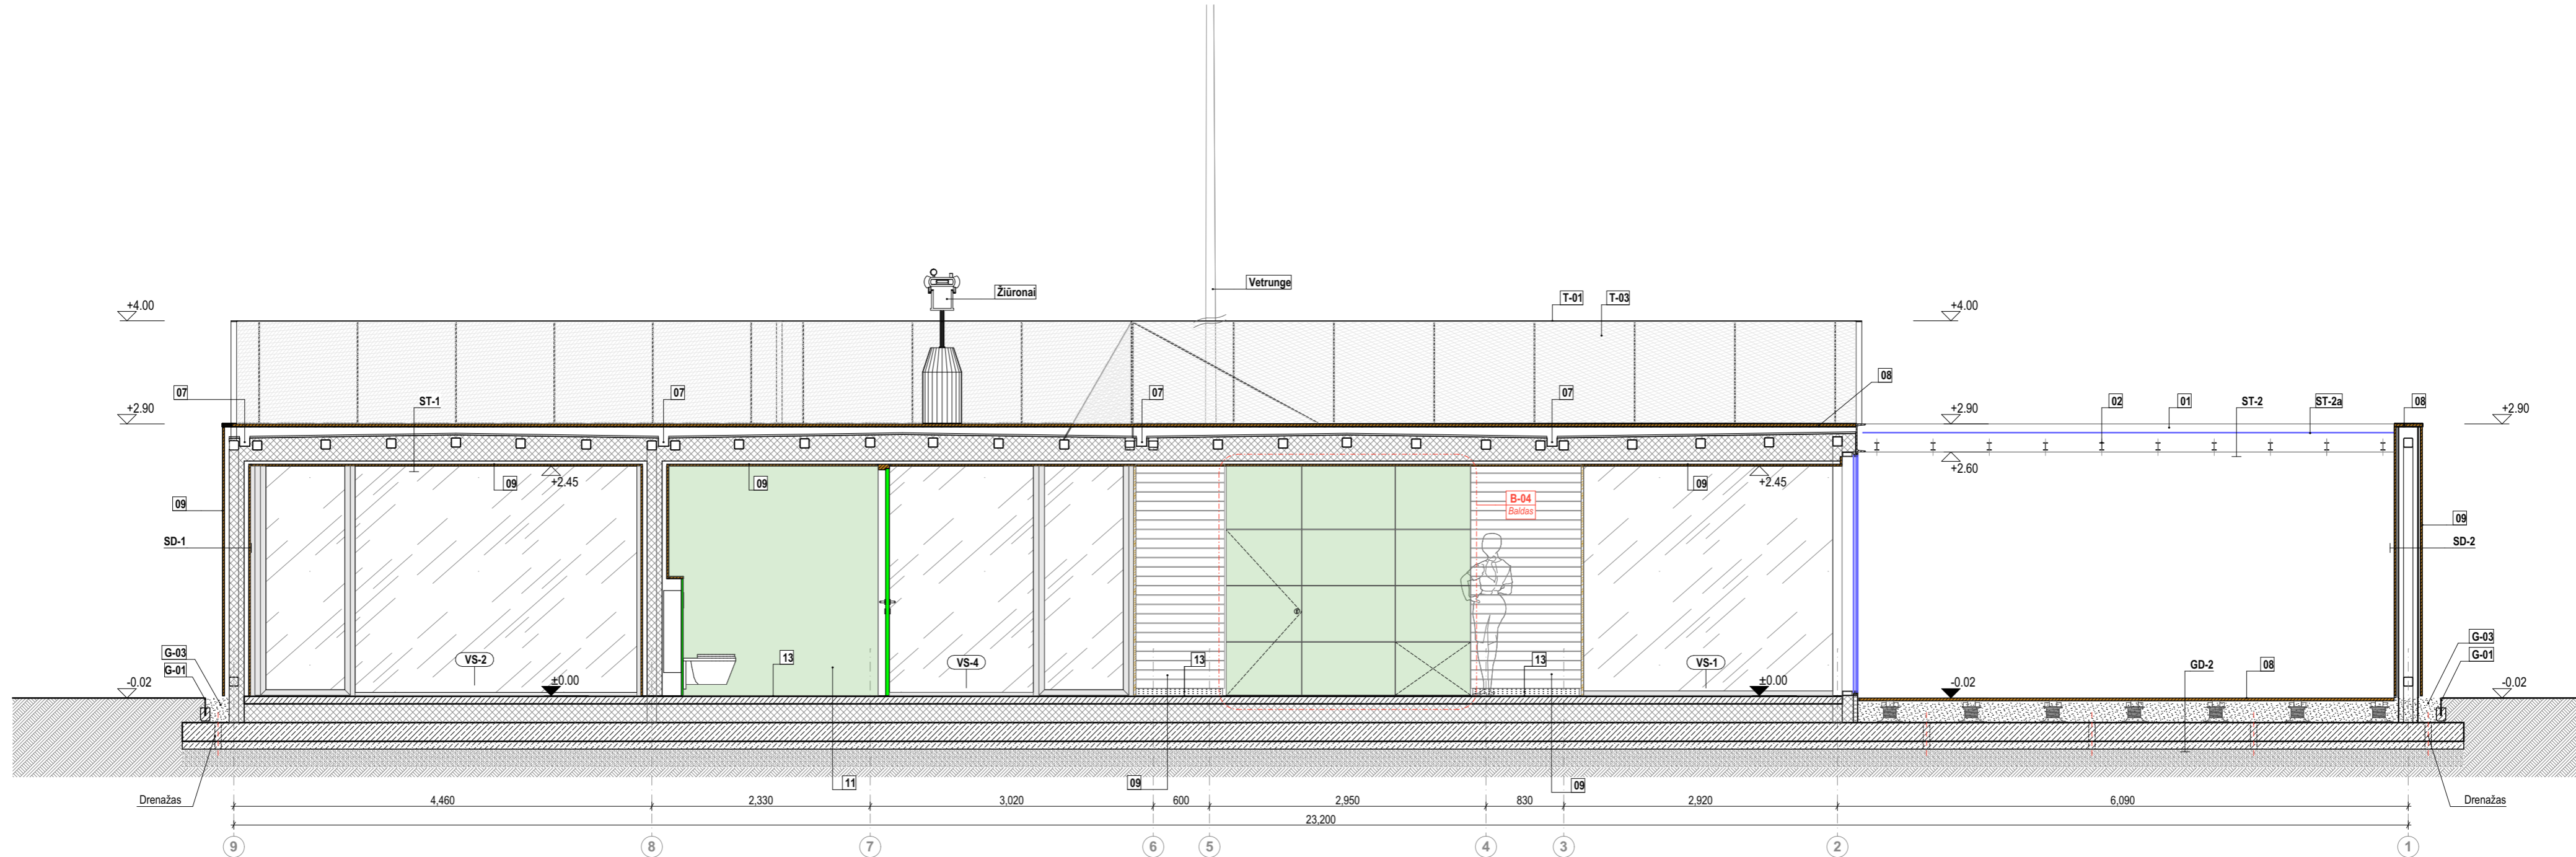 Vetrunge
Žiūronai
T-01
T-03
+4.00
+4.00
07
ST-1
07
07
07
08
02
01
ST-2
ST-2a
08
+2.90
+2.90
+2.90
09
+2.45
09
+2.45
09
+2.60
09
B-04
Baldas
09
SD-1
SD-2
G-03
G-01
VS-2
13
VS-4
13
13
VS-1
GD-2
08
G-03
G-01
-0.02
±0.00
±0.00
-0.02
-0.02
Drenažas
11
09
09
Drenažas
4,460
2,330
3,020
600
2,950
830
2,920
6,090
23,200
9
8
7
6
5
4
3
2
1